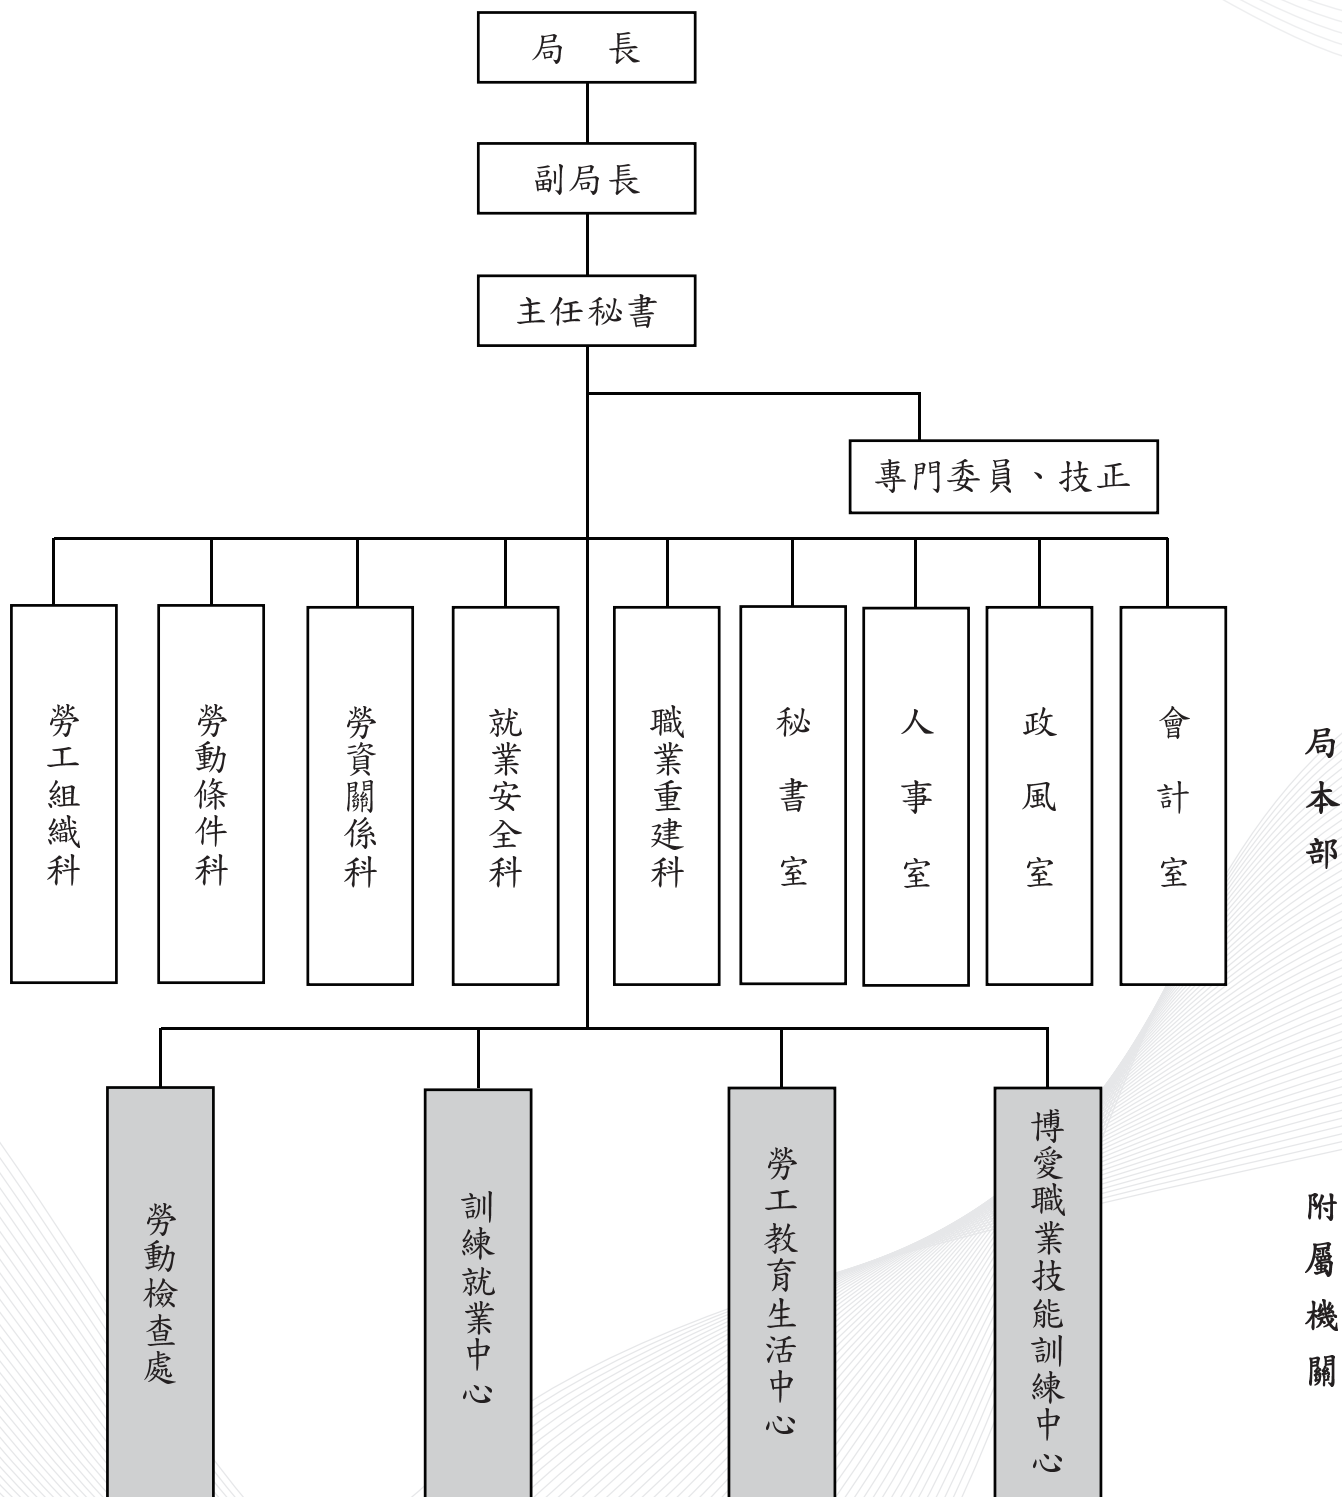 局　長
副局長
主任秘書
專門委員、技正
勞工組織科
勞動條件科
勞資關係科
就業安全科
職業重建科
秘書室
人事室
政風室
會計室
局本部
勞動檢查處
訓練就業中心
勞工教育生活中心
博愛職業技能訓練中心
附屬機關